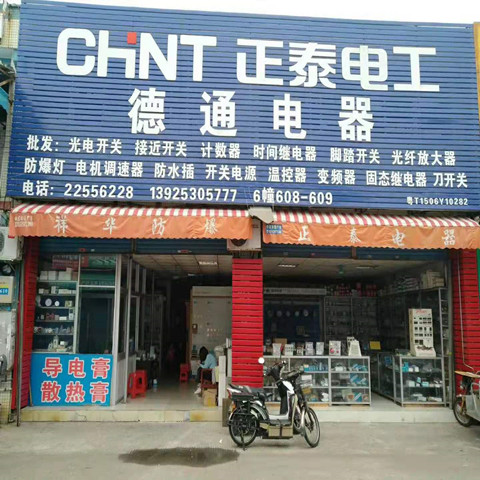 CHNT 正泰电工
德通电器
批发: 光电开关 接近开关 计数器 时间继电器 脚踏开关 光纤放大器
防爆灯 电机调速器 防水插 开关电源 温控器 变频器 固态继电器 刀开关
电话: 22556228 13925305777 6幢608-609
粤T1506Y10282
祥华防爆 正泰电器
导电膏
散热膏